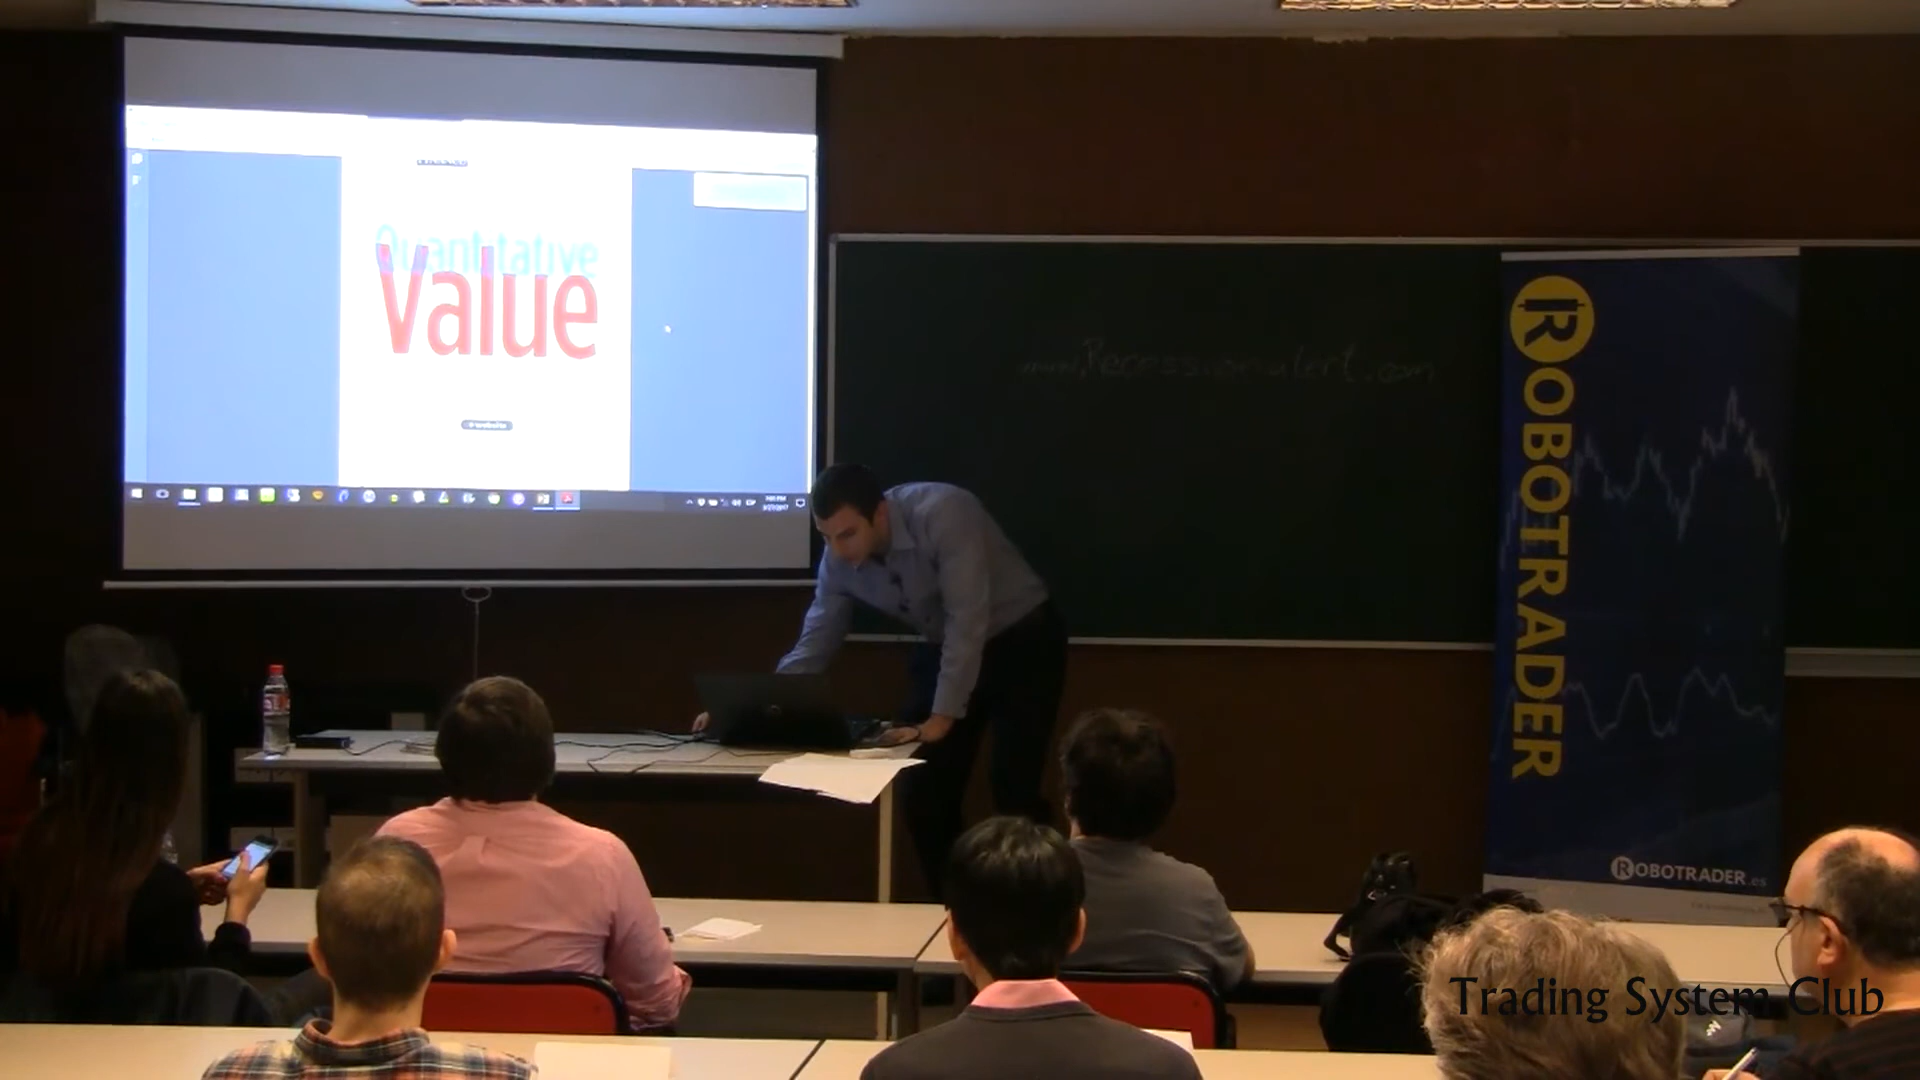 Quantitative
Value
www.Recessionalert.com
ROBOTRADER
ROBOTRADER.es
Trading System Club